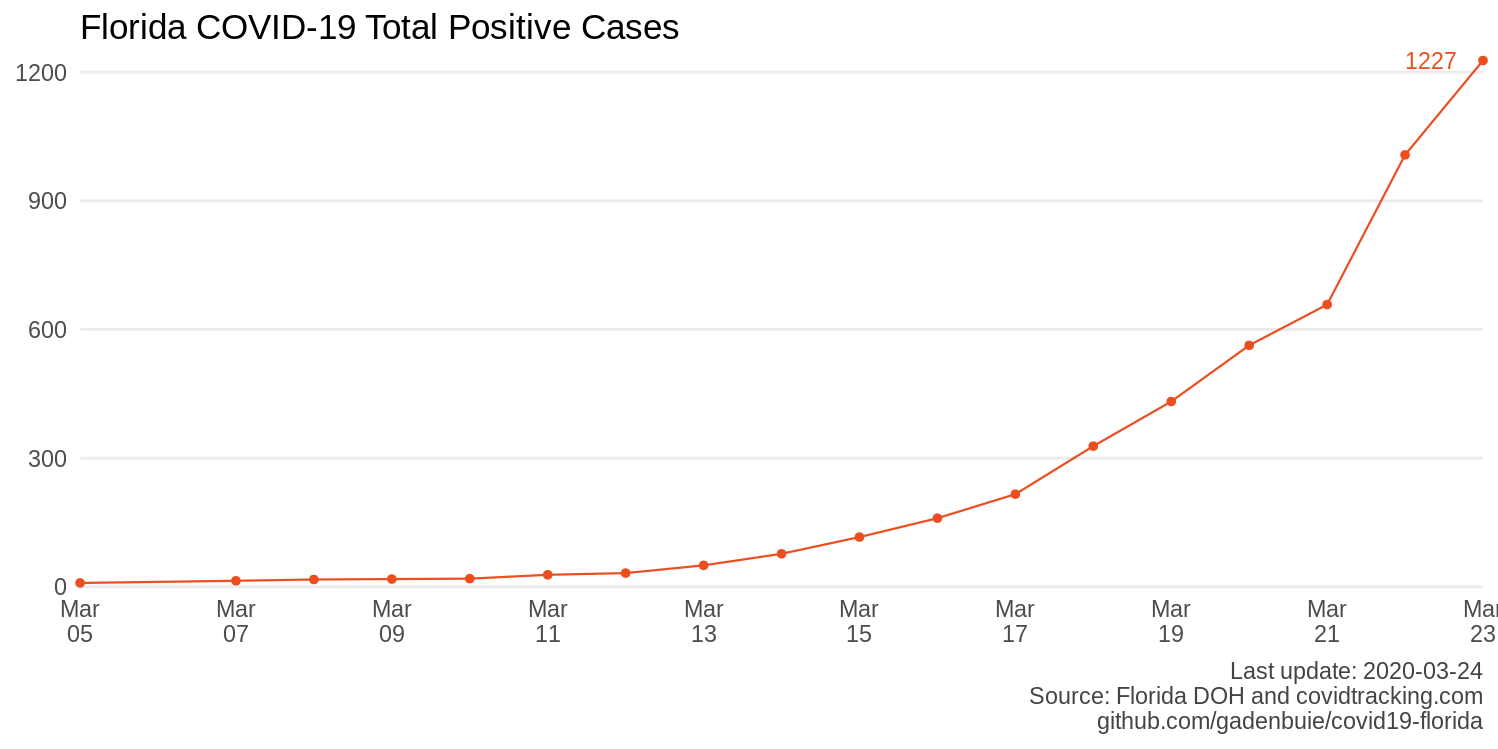 Florida COVID-19 Total Positive Cases
1227
1200
900
600
300
0
Mar Mar Mar Mar Mar Mar Mar Mar Mar Mar
05 07 09 11 13 15 17 19 21 23
Last update: 2020-03-24
Source: Florida DOH and covidtracking.com
github.com/gadenbuie/covid19-florida